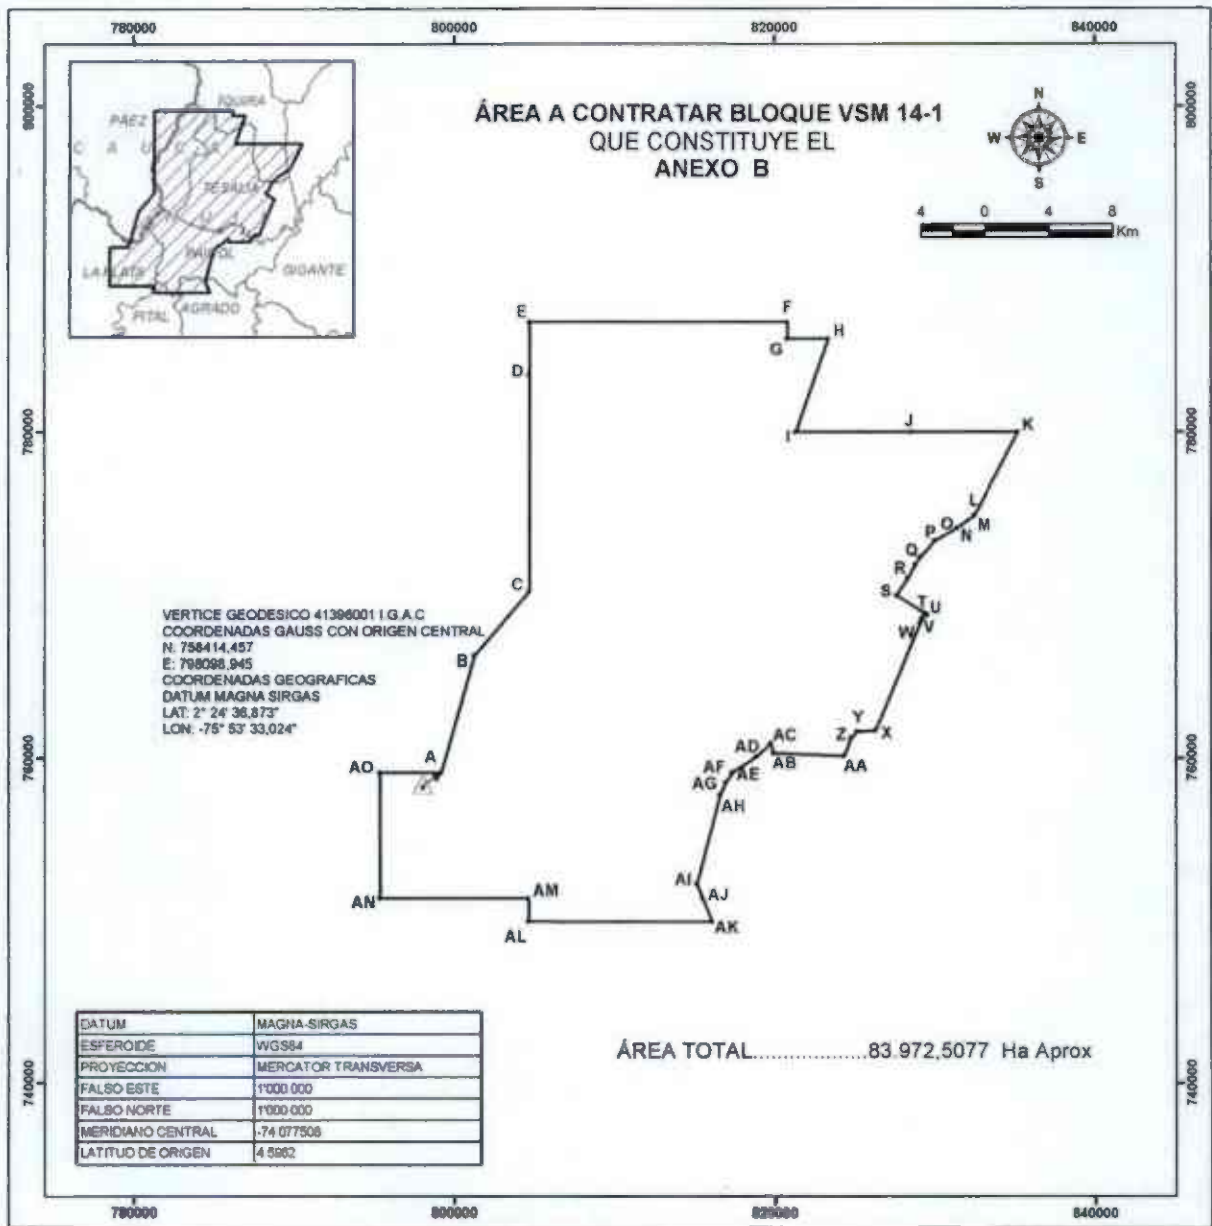 780000 800000 820000 840000
800000 800000
ÁREA A CONTRATAR BLOQUE VSM 14-1
QUE CONSTITUYE EL
ANEXO B
N
W E
S
4 0 4 8
Km
PÁEZ
CAUCA
TESALIA
LA PLATA
GIGANTE
PITAL
AGRADO
E F
G H
D
780000 I J K 780000
L
M
O
N
P
Q
R
S
T U
V
W
C
VERTICE GEODESICO 41396001 I.G.A.C
COORDENADAS GAUSS CON ORIGEN CENTRAL
N: 758414,457
E: 798098,945
COORDENADAS GEOGRAFICAS
DATUM MAGNA SIRGAS
LAT: 2° 24' 36,873"
LON: -75° 53' 33,024"
B
Y
X
Z
AC
AD
AB
AA
760000 760000
A
AO
AF
AE
AG
AH
AI
AJ
AN AM
AL AK
DATUM MAGNA-SIRGAS
ESFEROIDE WGS84
PROYECCION MERCATOR TRANSVERSA
FALSO ESTE 1'000.000
FALSO NORTE 1'000.000
MERIDIANO CENTRAL -74.077508
LATITUD DE ORIGEN 4.5962
ÁREA TOTAL...................83.972,5077 Ha Aprox
740000 740000
780000 800000 820000 840000